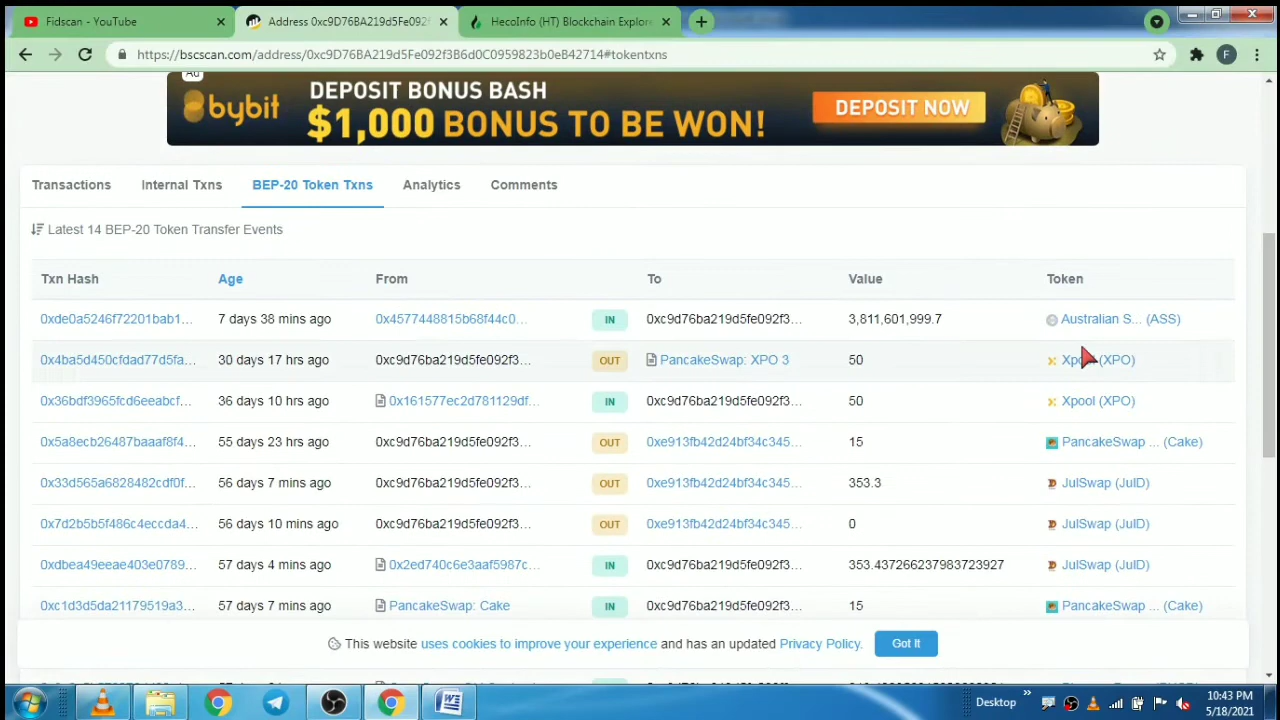 Fidscan - YouTube
Address 0xc9D76BA219d5Fe092f
HecoInfo (HT) Blockchain Explore
https://bscscan.com/address/0xc9D76BA219d5Fe092f3B6d0C0959823b0eB42714#tokentxns
F
Ad
bybit
DEPOSIT BONUS BASH
$1,000 BONUS TO BE WON!
DEPOSIT NOW
Transactions Internal Txns BEP-20 Token Txns Analytics Comments
Latest 14 BEP-20 Token Transfer Events
Txn Hash Age From To Value Token
0xde0a5246f72201bab1... 7 days 38 mins ago 0x4577448815b68f44c0... IN 0xc9d76ba219d5fe092f3... 3,811,601,999.7 Australian S... (ASS)
0x4ba5d450cfdad77d5fa... 30 days 17 hrs ago 0xc9d76ba219d5fe092f3... OUT PancakeSwap: XPO 3 50 (XPO)
0x36bdf3965fcd6eeabcf... 36 days 10 hrs ago 0x161577ec2d781129df... IN 0xc9d76ba219d5fe092f3... 50 Xpool (XPO)
0x5a8ecb26487baaaf8f4... 55 days 23 hrs ago 0xc9d76ba219d5fe092f3... OUT 0xe913fb42d24bf34c345... 15 PancakeSwap ... (Cake)
0x33d565a6828482cdf0f... 56 days 7 mins ago 0xc9d76ba219d5fe092f3... OUT 0xe913fb42d24bf34c345... 353.3 JulSwap (JulD)
0x7d2b5b5f486c4eccda4... 56 days 10 mins ago 0xc9d76ba219d5fe092f3... OUT 0xe913fb42d24bf34c345... 0 JulSwap (JulD)
0xdbea49eeae403e0789... 57 days 4 mins ago 0x2ed740c6e3aaf5987c... IN 0xc9d76ba219d5fe092f3... 353.437266237983723927 JulSwap (JulD)
0xc1d3d5da21179519a3... 57 days 7 mins ago PancakeSwap: Cake IN 0xc9d76ba219d5fe092f3... 15 PancakeSwap ... (Cake)
This website uses cookies to improve your experience and has an updated Privacy Policy. Got It
Desktop
10:43 PM
5/18/2021